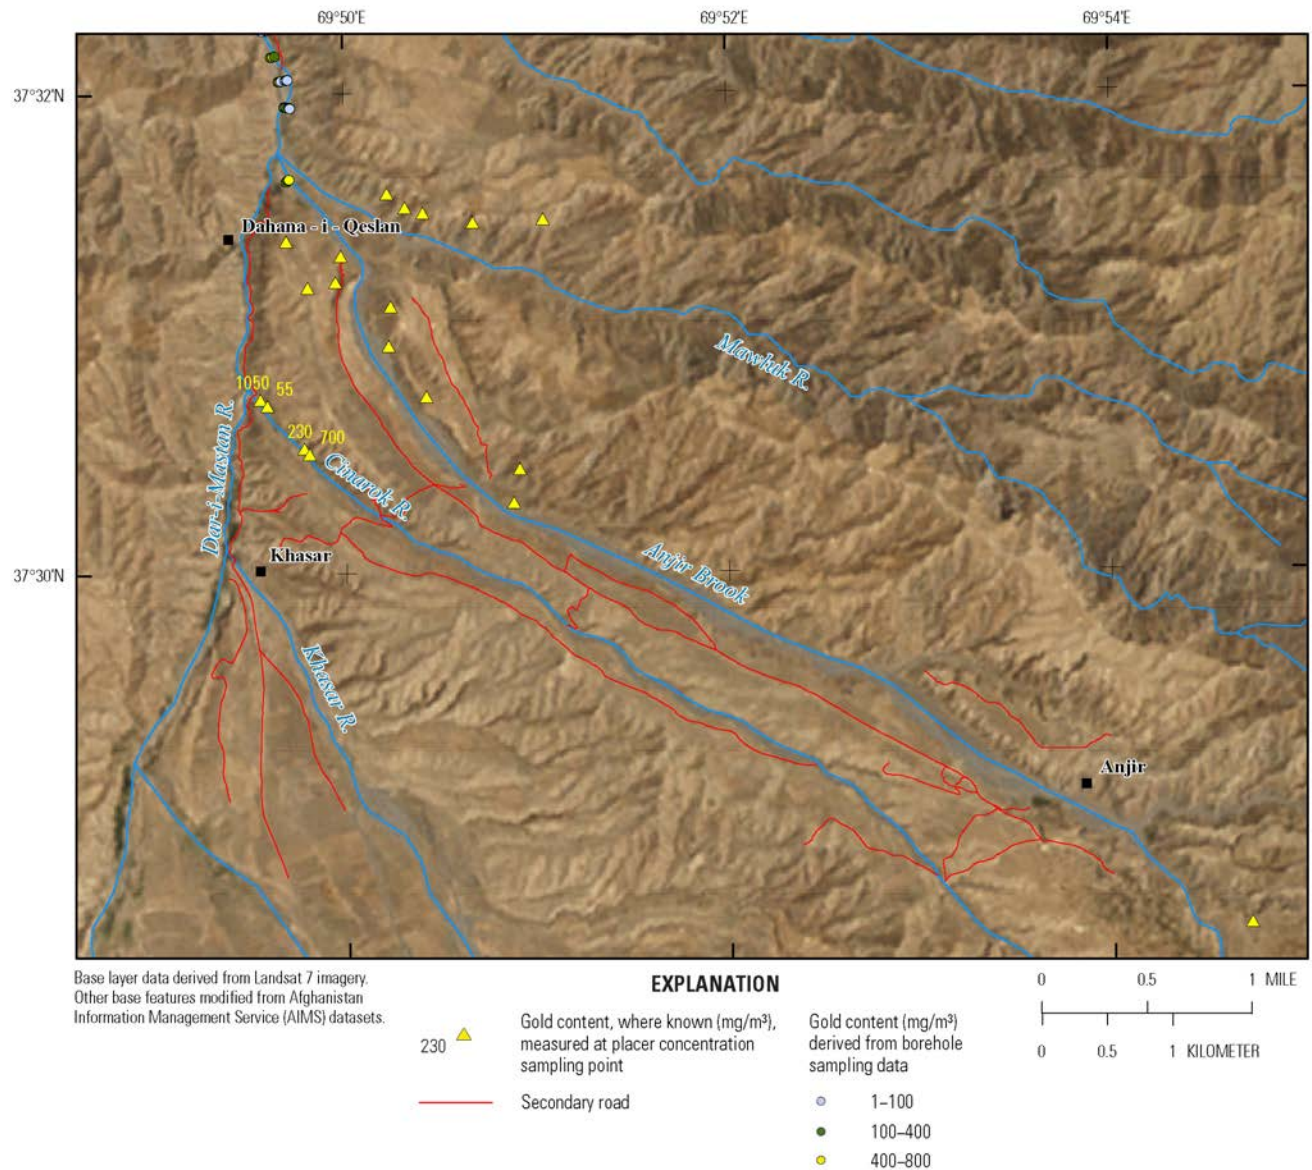 69°50'E
69°52'E
69°54'E
37°32'N
Dahana - i - Qeslan
Mawhak R.
1050
55
230
700
Dar-i-Mastan R.
Cinarok R.
Khasar
37°30'N
Anjir Brook
Khasar R.
Anjir
Base layer data derived from Landsat 7 imagery.
Other base features modified from Afghanistan
Information Management Service (AIMS) datasets.
EXPLANATION
230
Gold content, where known (mg/m³),
measured at placer concentration
sampling point
Secondary road
Gold content (mg/m³)
derived from borehole
sampling data
1–100
100–400
400–800
0 0.5 1 MILE
0 0.5 1 KILOMETER